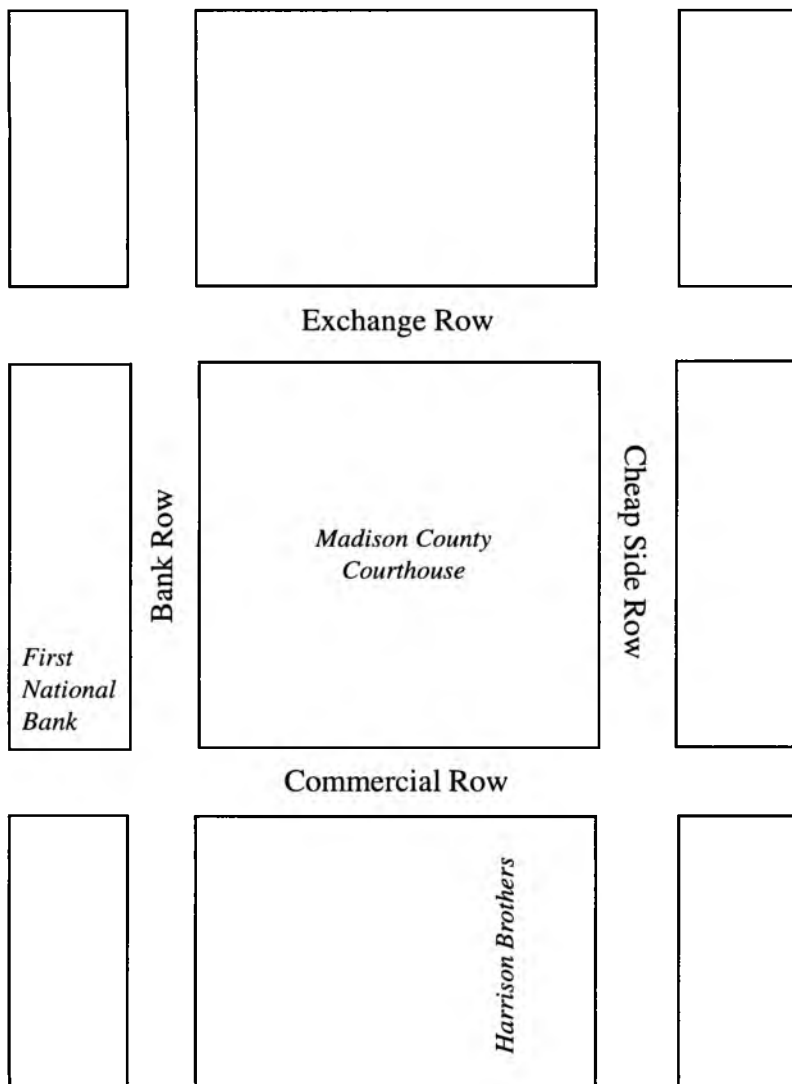 Exchange Row
Bank Row
Madison County
Courthouse
Cheap Side Row
First
National
Bank
Commercial Row
Harrison Brothers